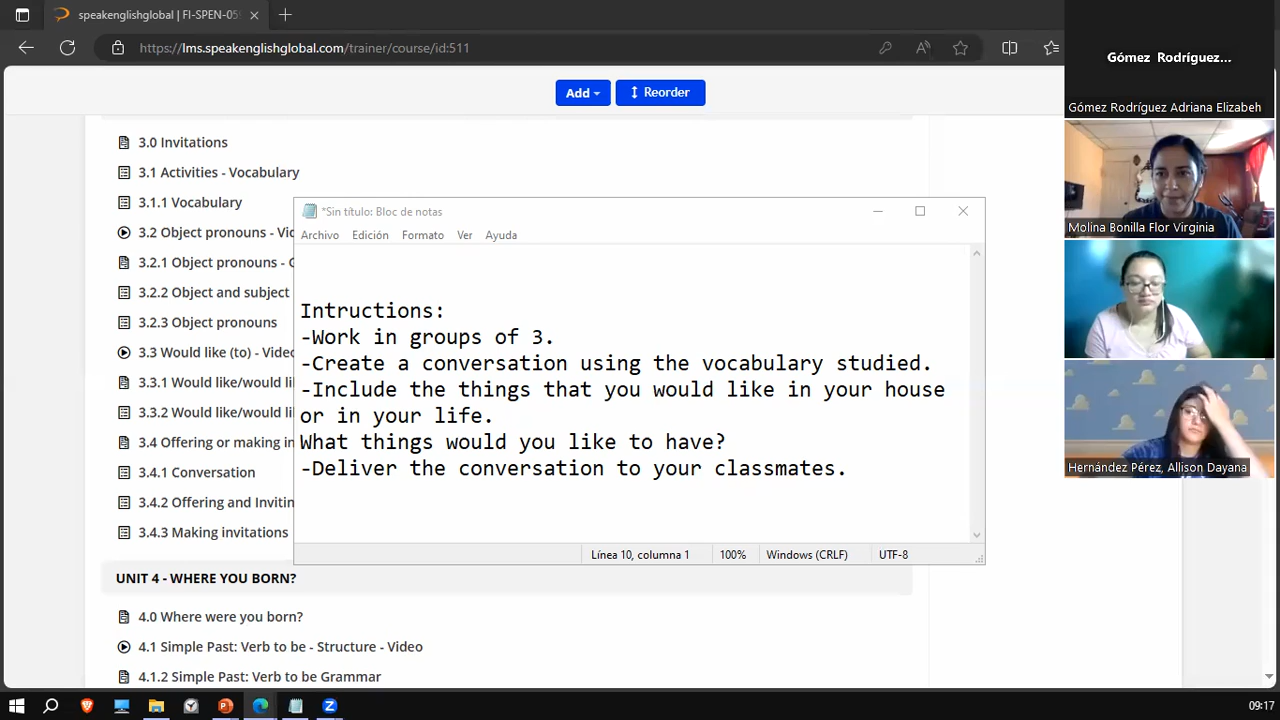 speakenglishglobal | FI-SPEN-055
https://lms.speakenglishglobal.com/trainer/course/id:511
Add
Reorder
3.0 Invitations
3.1 Activities - Vocabulary
3.1.1 Vocabulary
3.2 Object pronouns - Vid
3.2.1 Object pronouns - G
3.2.2 Object and subject
3.2.3 Object pronouns
3.3 Would like (to) - Video
3.3.1 Would like/would li
3.3.2 Would like/would li
3.4 Offering or making in
3.4.1 Conversation
3.4.2 Offering and Invitin
3.4.3 Making invitations
UNIT 4 - WHERE YOU BORN?
4.0 Where were you born?
4.1 Simple Past: Verb to be - Structure - Video
4.1.2 Simple Past: Verb to be Grammar
*Sin título: Bloc de notas
Archivo Edición Formato Ver Ayuda
Intructions:
-Work in groups of 3.
-Create a conversation using the vocabulary studied.
-Include the things that you would like in your house
or in your life.
What things would you like to have?
-Deliver the conversation to your classmates.
Línea 10, columna 1 100% Windows (CRLF) UTF-8
Gómez Rodríguez...
Gómez Rodríguez Adriana Elizabeh
Molina Bonilla Flor Virginia
Hernández Pérez, Allison Dayana
09:17